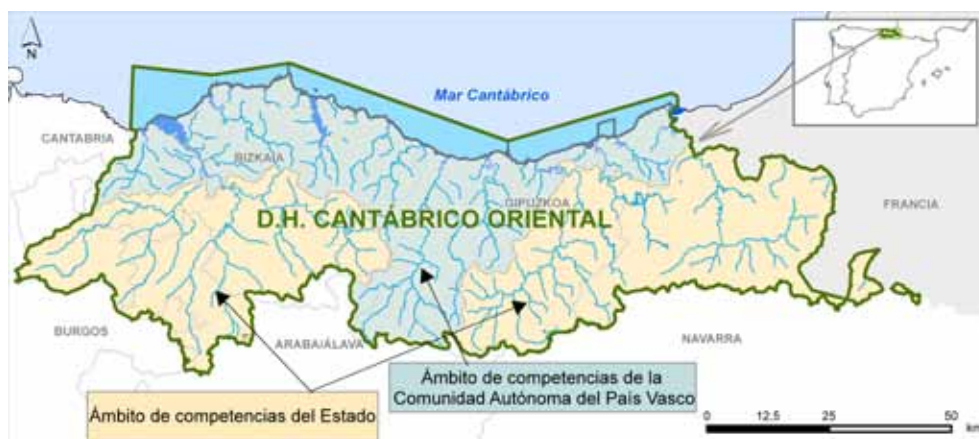 N
Mar Cantábrico
CANTABRIA
BIZKAIA
GIPUZKOA
D.H. CANTÁBRICO ORIENTAL
FRANCIA
BURGOS
ARABA/ÁLAVA
NAVARRA
Ámbito de competencias del Estado
Ámbito de competencias de la
Comunidad Autónoma del País Vasco
0 12,5 25 50
km